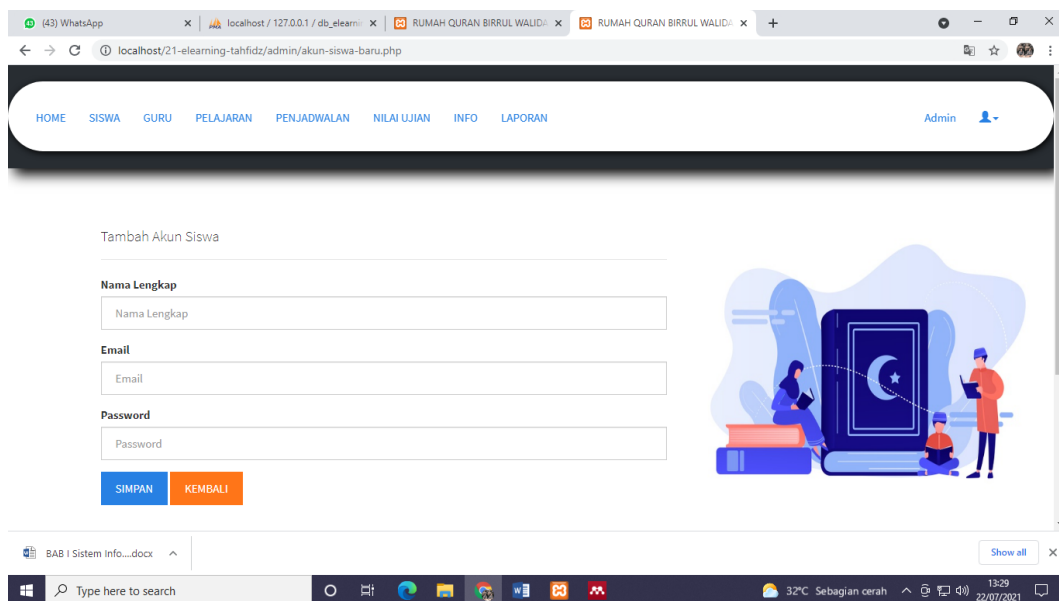 (43) WhatsApp
localhost / 127.0.0.1 / db_elearni
RUMAH QURAN BIRRUL WALIDA
RUMAH QURAN BIRRUL WALIDA
localhost/21-elearning-tahfidz/admin/akun-siswa-baru.php
HOME SISWA GURU PELAJARAN PENJADWALAN NILAI UJIAN INFO LAPORAN Admin
Tambah Akun Siswa
Nama Lengkap
Nama Lengkap
Email
Email
Password
Password
SIMPAN KEMBALI
BAB I Sistem Info....docx
Show all
Type here to search
32°C Sebagian cerah
13:29
22/07/2021